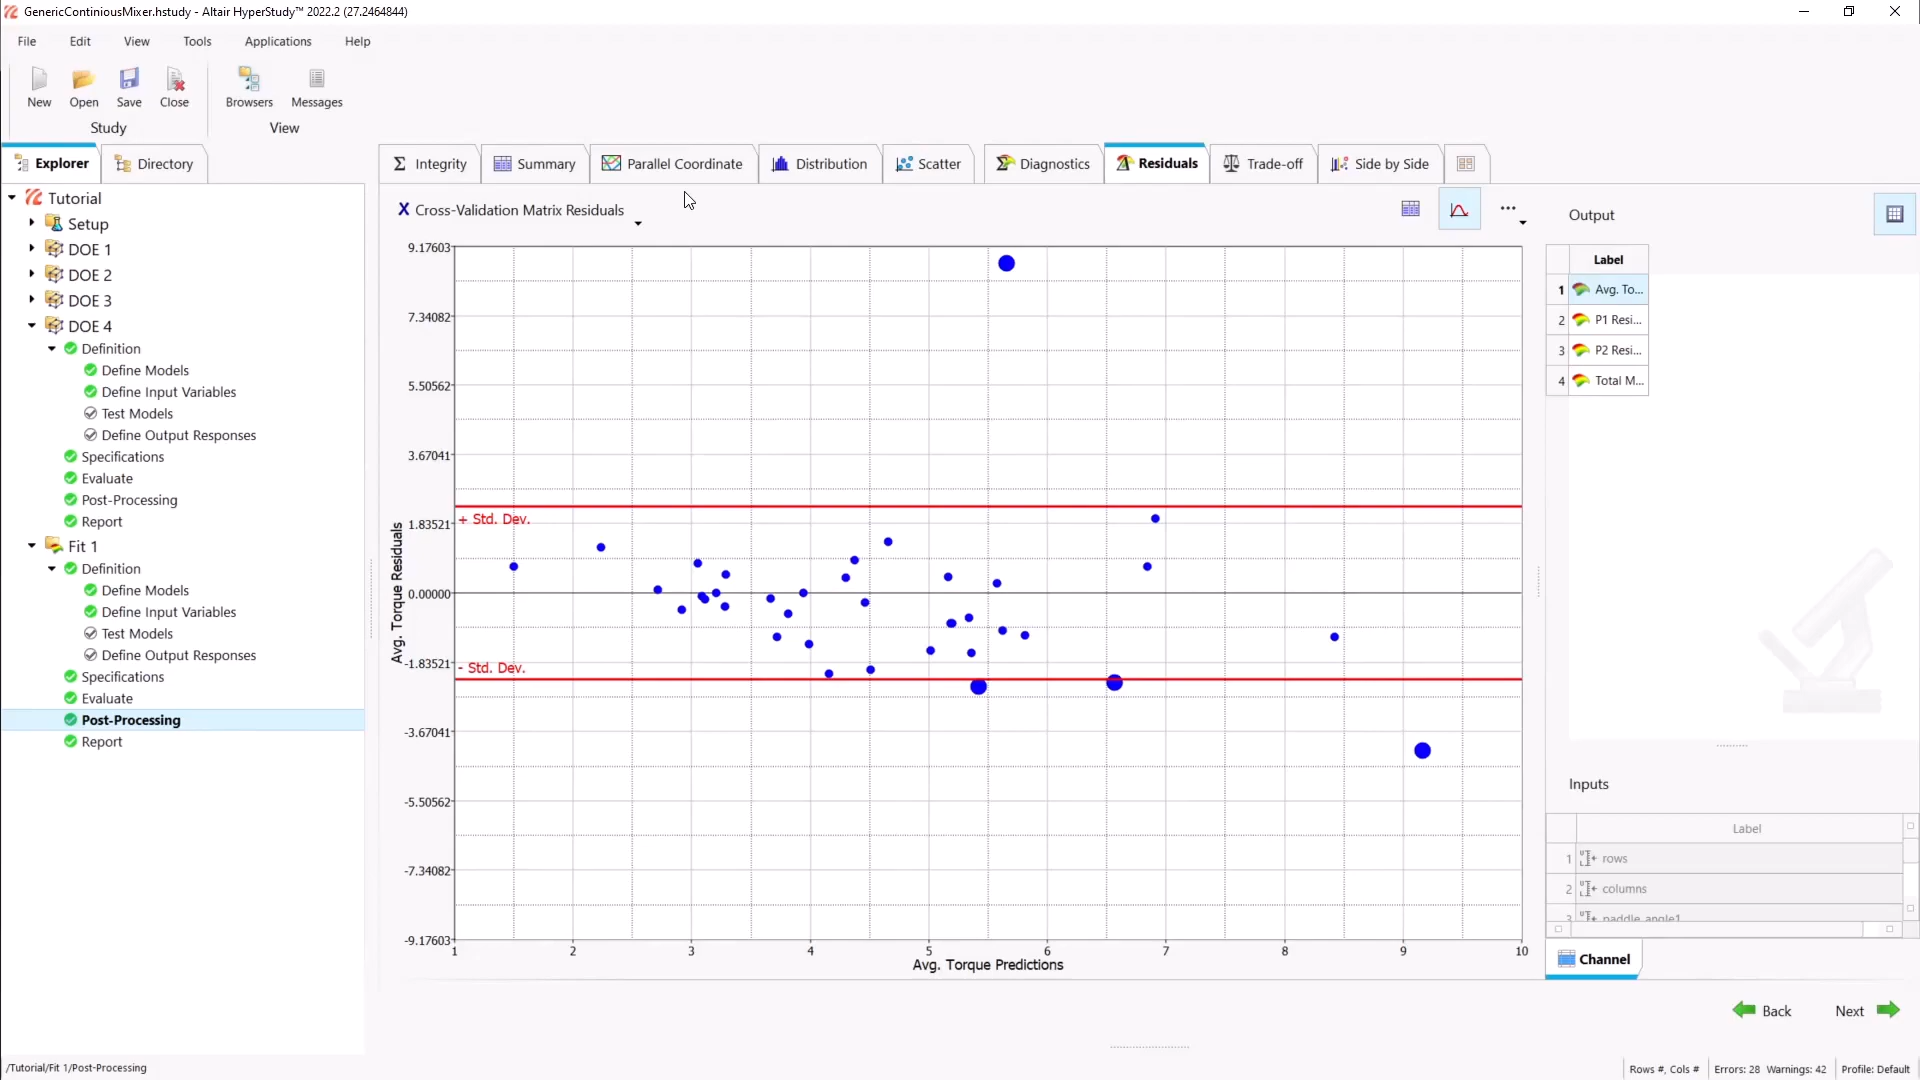 GenericContiniousMixer.hstudy - Altair HyperStudy™ 2022.2 (27.2464844)
File Edit View Tools Applications Help
New Open Save Close Browsers Messages
Study View
Explorer Directory
Integrity Summary Parallel Coordinate Distribution Scatter Diagnostics Residuals Trade-off Side by Side
Tutorial
Setup
DOE 1
DOE 2
DOE 3
DOE 4
Definition
Define Models
Define Input Variables
Test Models
Define Output Responses
Specifications
Evaluate
Post-Processing
Report
Fit 1
Definition
Define Models
Define Input Variables
Test Models
Define Output Responses
Specifications
Evaluate
Post-Processing
Report
X Cross-Validation Matrix Residuals
9.17603
7.34082
5.50562
3.67041
1.83521
0.00000
-1.83521
-3.67041
-5.50562
-7.34082
-9.17603
Avg. Torque Residuals
+ Std. Dev.
- Std. Dev.
1 2 3 4 5 6 7 8 9 10
Avg. Torque Predictions
Output
Label
1 Avg. To...
2 P1 Resi...
3 P2 Resi...
4 Total M...
Inputs
Label
1 rows
2 columns
3 paddle_angle1
Channel
Back Next
/Tutorial/Fit 1/Post-Processing
Rows #, Cols # Errors: 28 Warnings: 42 Profile: Default